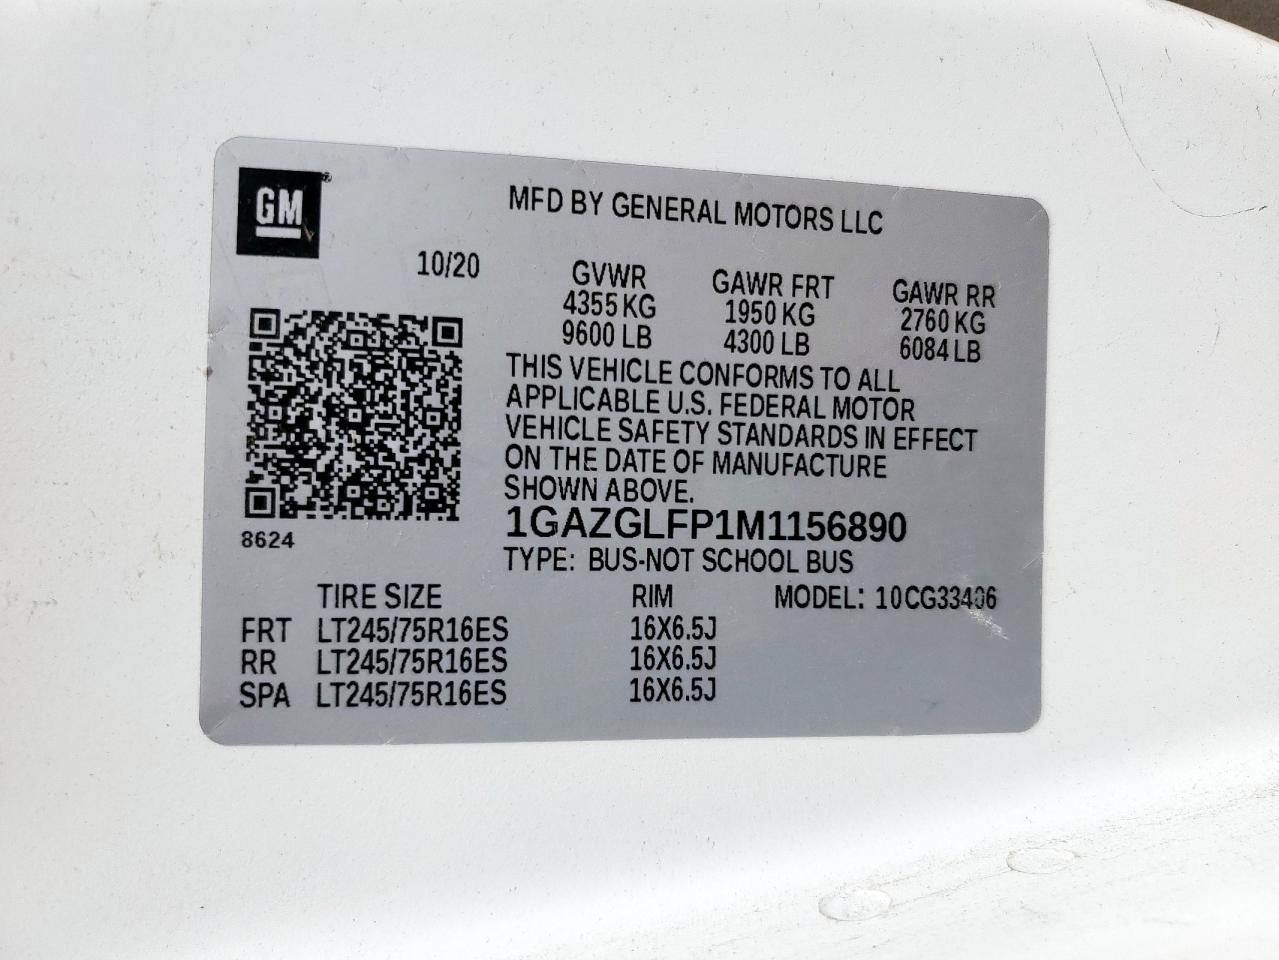 GM
MFD BY GENERAL MOTORS LLC
10/20
GVWR GAWR FRT GAWR RR
4355 KG 1950 KG 2760 KG
9600 LB 4300 LB 6084 LB
THIS VEHICLE CONFORMS TO ALL
APPLICABLE U.S. FEDERAL MOTOR
VEHICLE SAFETY STANDARDS IN EFFECT
ON THE DATE OF MANUFACTURE
SHOWN ABOVE.
8624
1GAZGLFP1M1156890
TYPE: BUS-NOT SCHOOL BUS
TIRE SIZE RIM MODEL: 10CG33406
FRT LT245/75R16ES 16X6.5J
RR LT245/75R16ES 16X6.5J
SPA LT245/75R16ES 16X6.5J